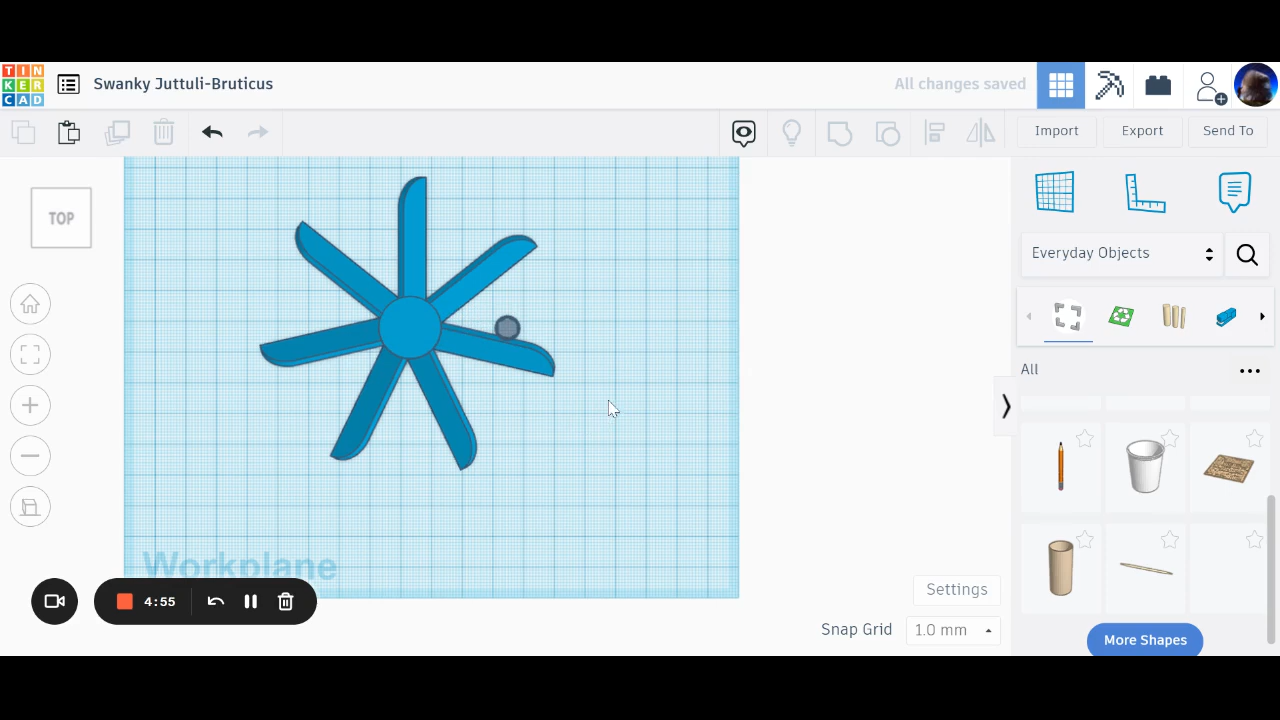 TIN
KER
CAD
Swanky Juttuli-Bruticus
All changes saved
Import
Export
Send To
TOP
Everyday Objects
All
Workplane
4:55
Settings
Snap Grid
1.0 mm
More Shapes